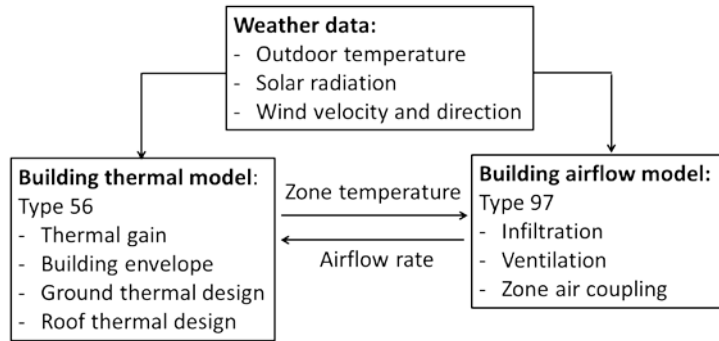 Weather data:
- Outdoor temperature
- Solar radiation
- Wind velocity and direction
Building thermal model:
Type 56
- Thermal gain
- Building envelope
- Ground thermal design
- Roof thermal design
Zone temperature
Airflow rate
Building airflow model:
Type 97
- Infiltration
- Ventilation
- Zone air coupling